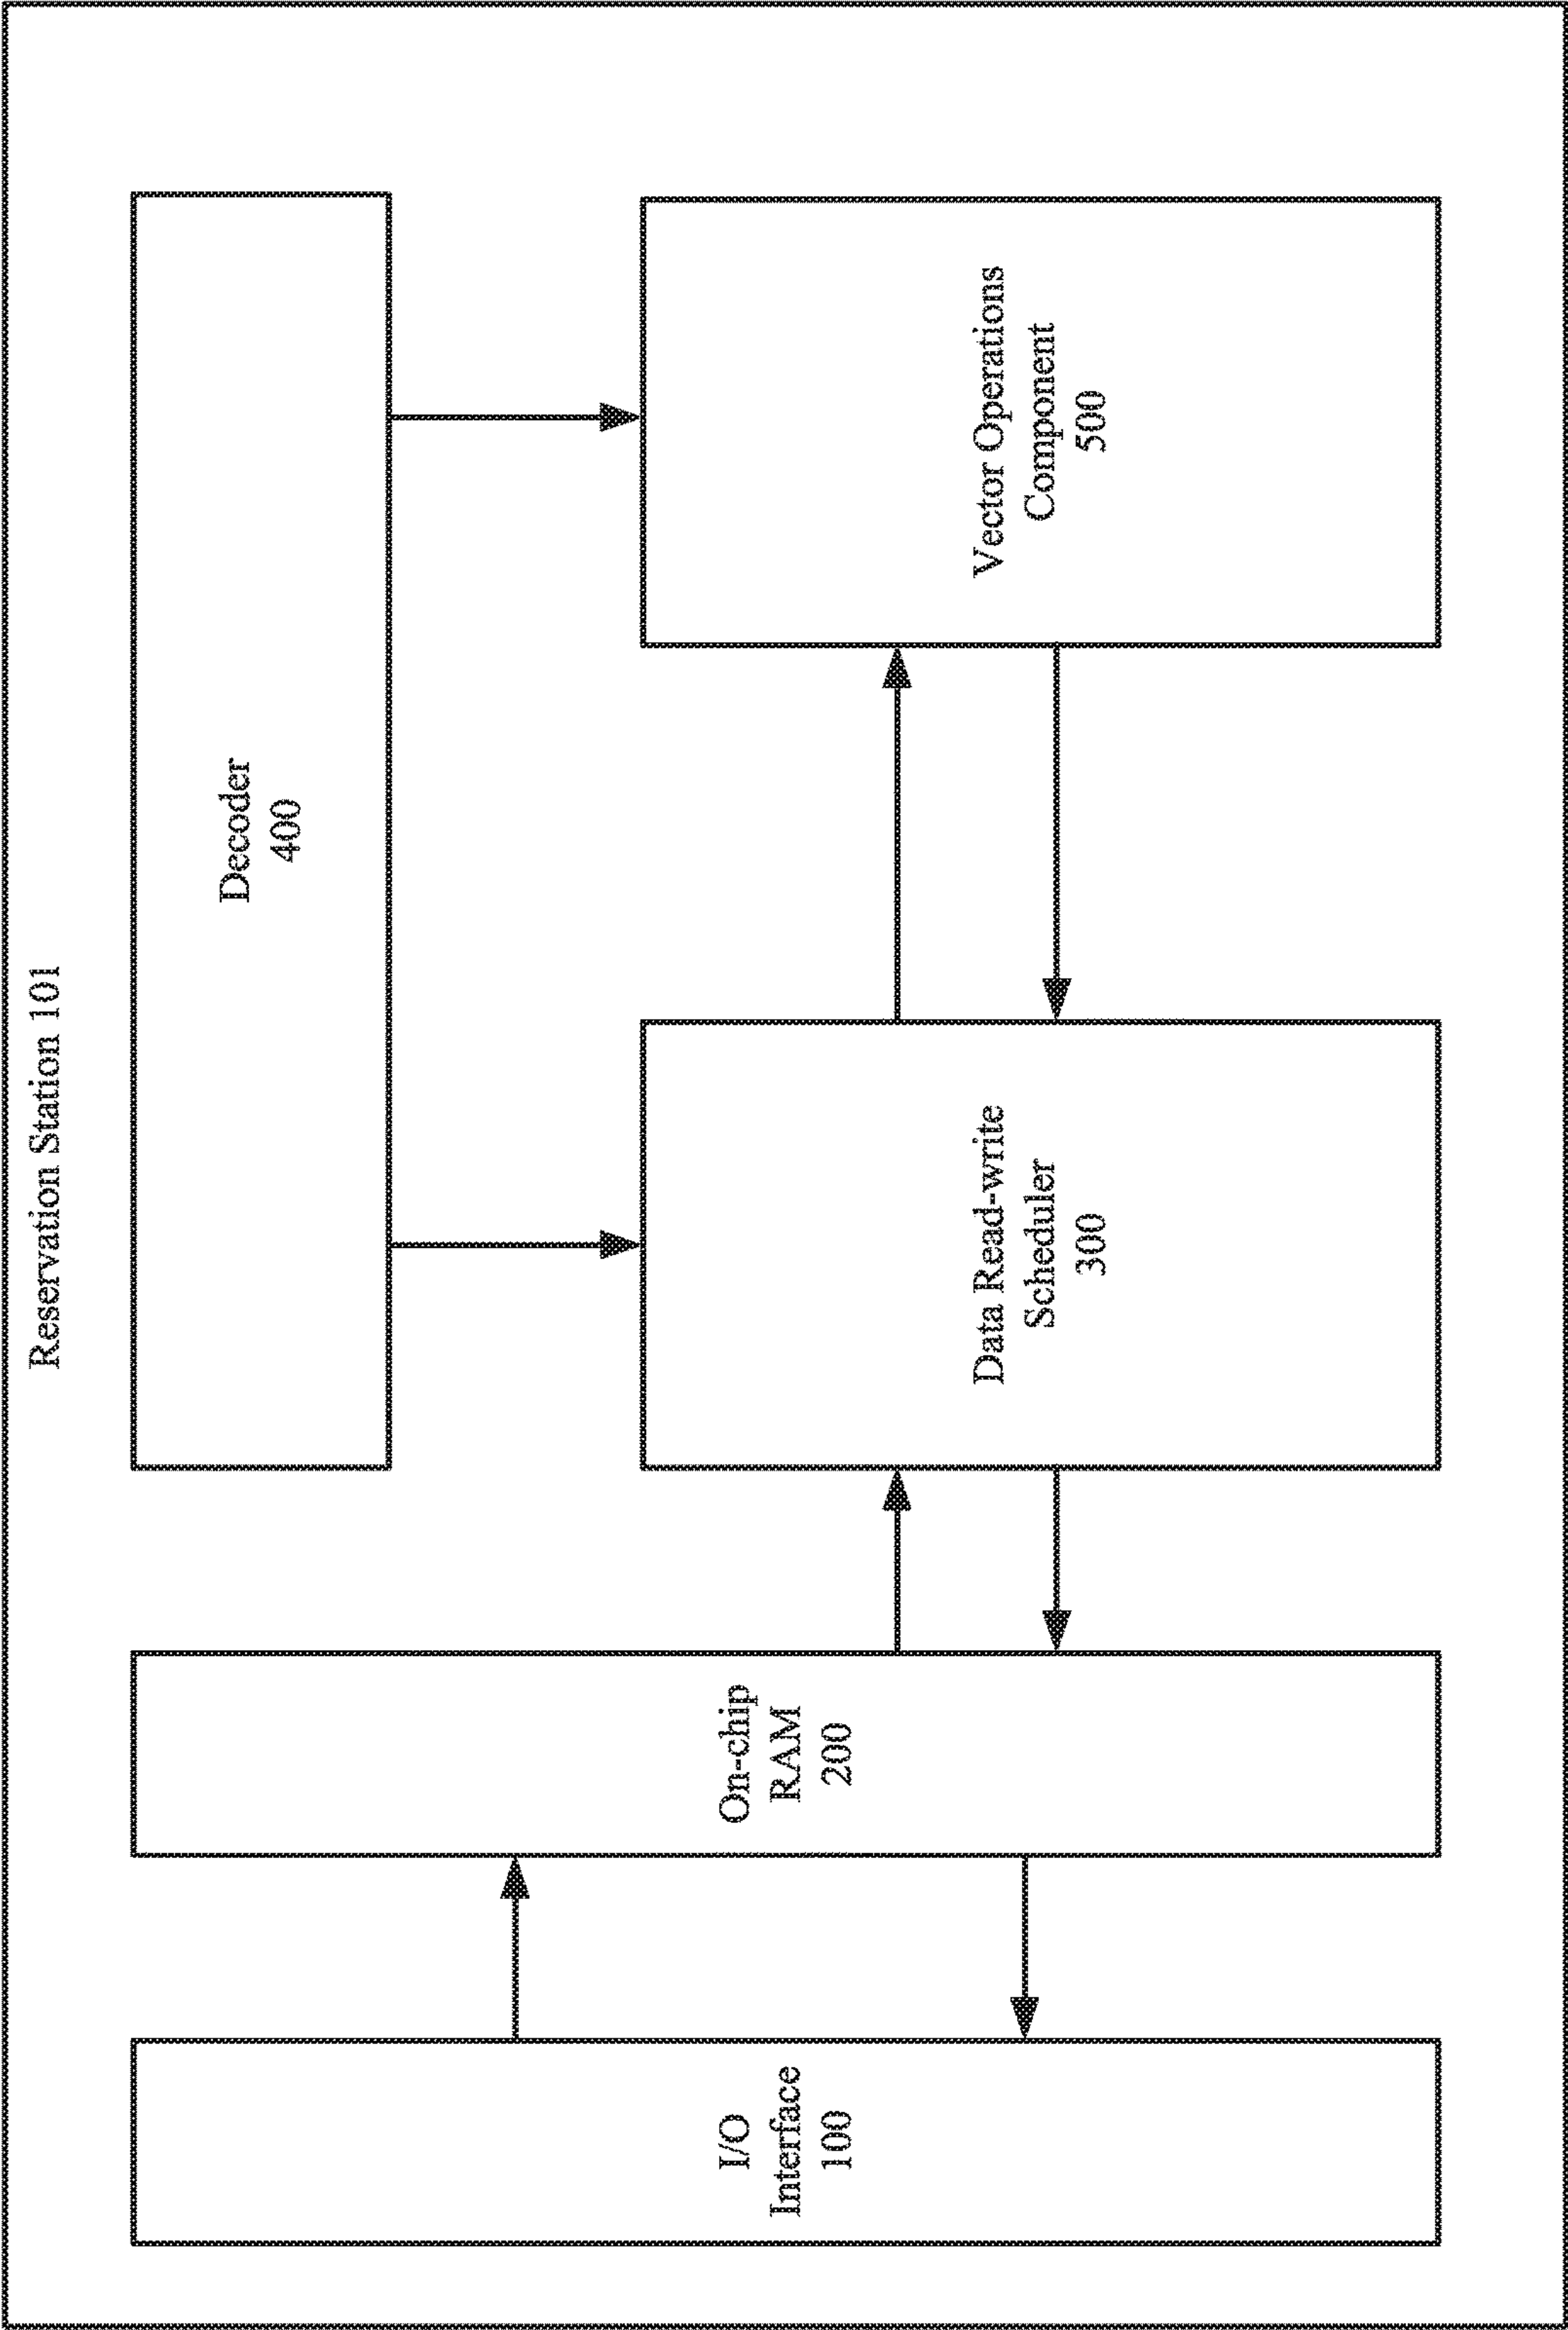 Reservation Station 101
Decoder
400
I/O
Interface
100
On-chip
RAM
200
Data Read-write
Scheduler
300
Vector Operations
Component
500